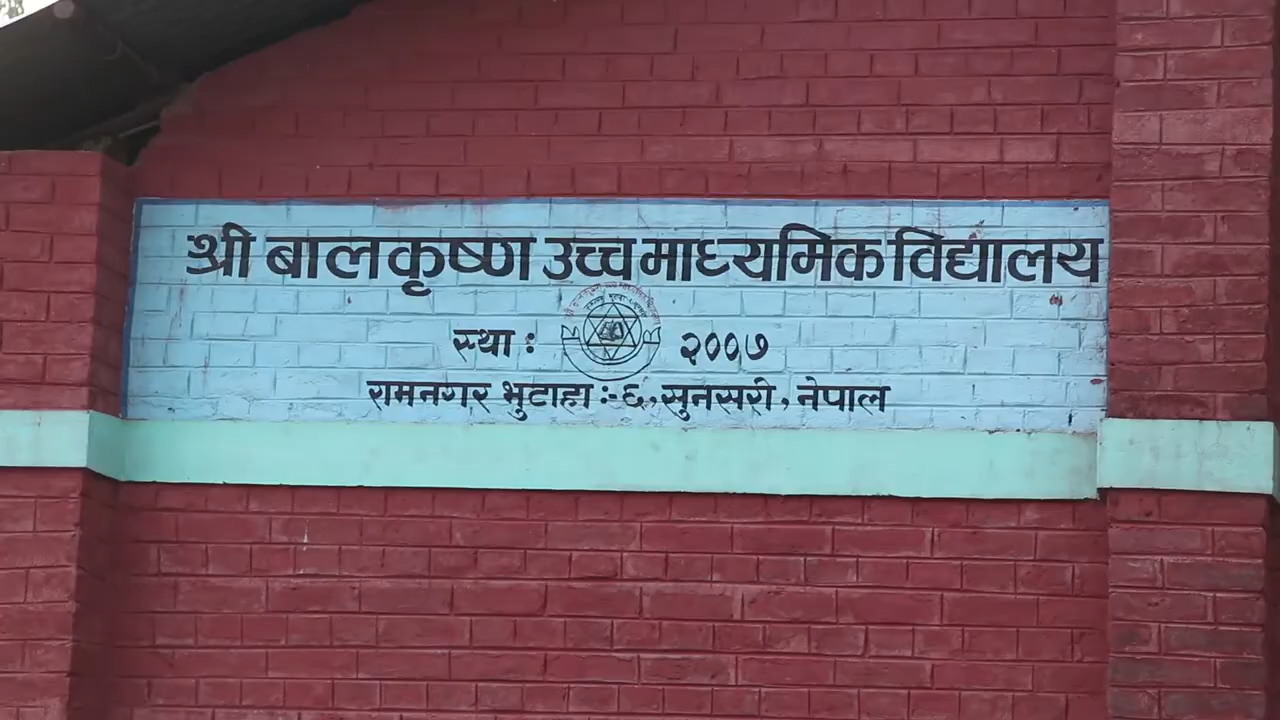 श्री बालकृष्ण उच्च माध्यमिक विद्यालय
स्था : २००७
रामनगर भुटाहा :- ६, सुनसरी, नेपाल